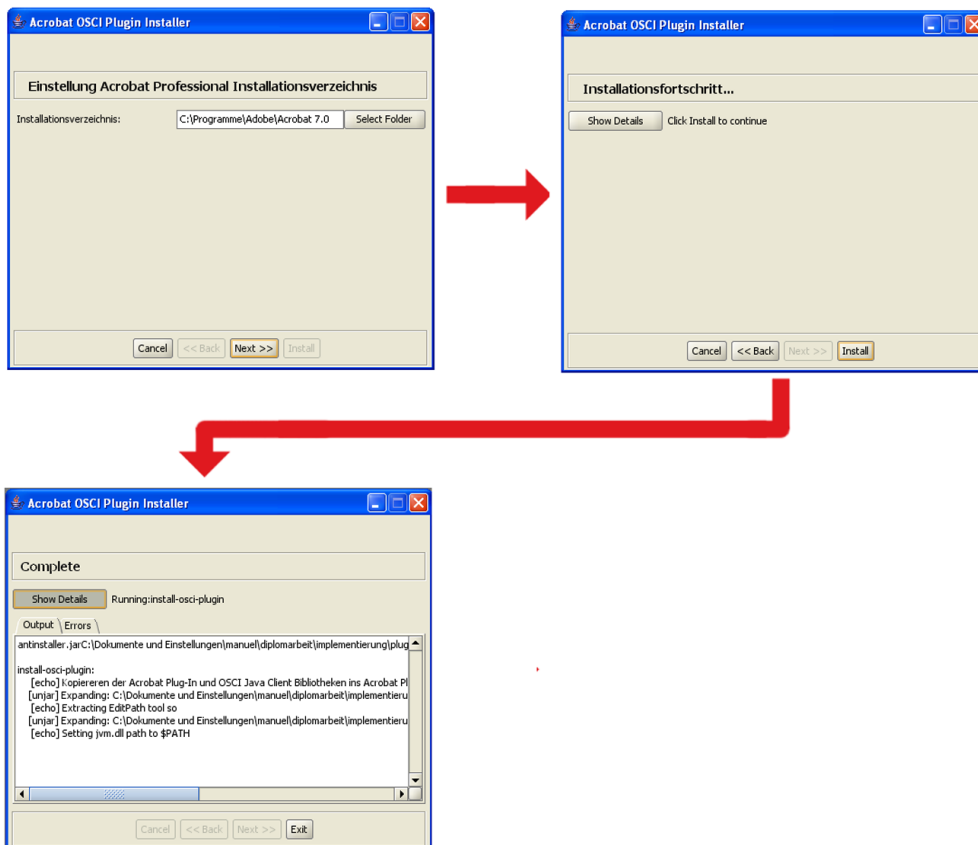 Acrobat OSCI Plugin Installer
Einstellung Acrobat Professional Installationsverzeichnis
Installationsverzeichnis:
C:\Programme\Adobe\Acrobat 7.0
Select Folder
Cancel
<< Back
Next >>
Install
Acrobat OSCI Plugin Installer
Installationsfortschritt...
Show Details
Click Install to continue
Cancel
<< Back
Next >>
Install
Acrobat OSCI Plugin Installer
Complete
Show Details
Running:install-osci-plugin
Output
Errors
antinstaller.jarC:\Dokumente und Einstellungen\manuel\diplomarbeit\implementierung\plug
install-osci-plugin:
[echo] Kopiereren der Acrobat Plug-In und OSCI Java Client Bibliotheken ins Acrobat Pl
[unjar] Expanding: C:\Dokumente und Einstellungen\manuel\diplomarbeit\implementieru
[echo] Extracting EditPath tool so
[unjar] Expanding: C:\Dokumente und Einstellungen\manuel\diplomarbeit\implementieru
[echo] Setting jvm.dll path to $PATH
Cancel
<< Back
Next >>
Exit